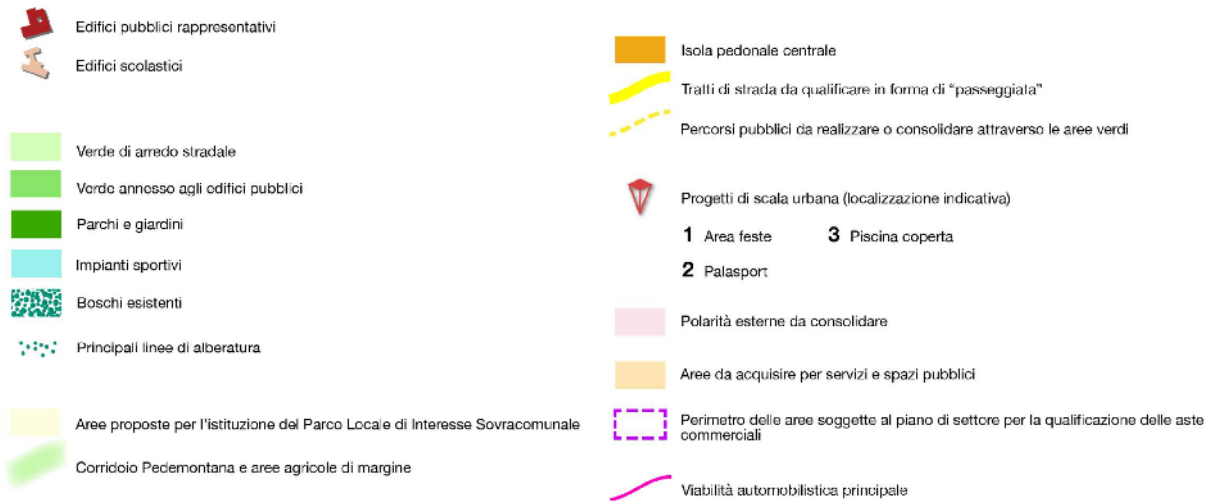 Edifici pubblici rappresentativi
Edifici scolastici
Verde di arredo stradale
Verde annesso agli edifici pubblici
Parchi e giardini
Impianti sportivi
Boschi esistenti
Principali linee di alberatura
Aree proposte per l'istituzione del Parco Locale di Interesse Sovracomunale
Corridoio Pedemontana e aree agricole di margine
Isola pedonale centrale
Tratti di strada da qualificare in forma di "passeggiata"
Percorsi pubblici da realizzare o consolidare attraverso le aree verdi
Progetti di scala urbana (localizzazione indicativa)
1 Area feste 3 Piscina coperta
2 Palasport
Polarità esterne da consolidare
Aree da acquisire per servizi e spazi pubblici
Perimetro delle aree soggette al piano di settore per la qualificazione delle aste
commerciali
Viabilità automobilistica principale